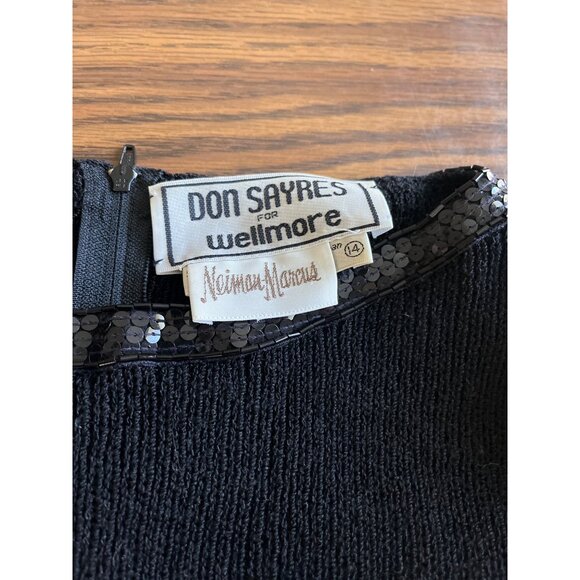 DON SAYRES
FOR
wellmore
14
Neiman-Marcus